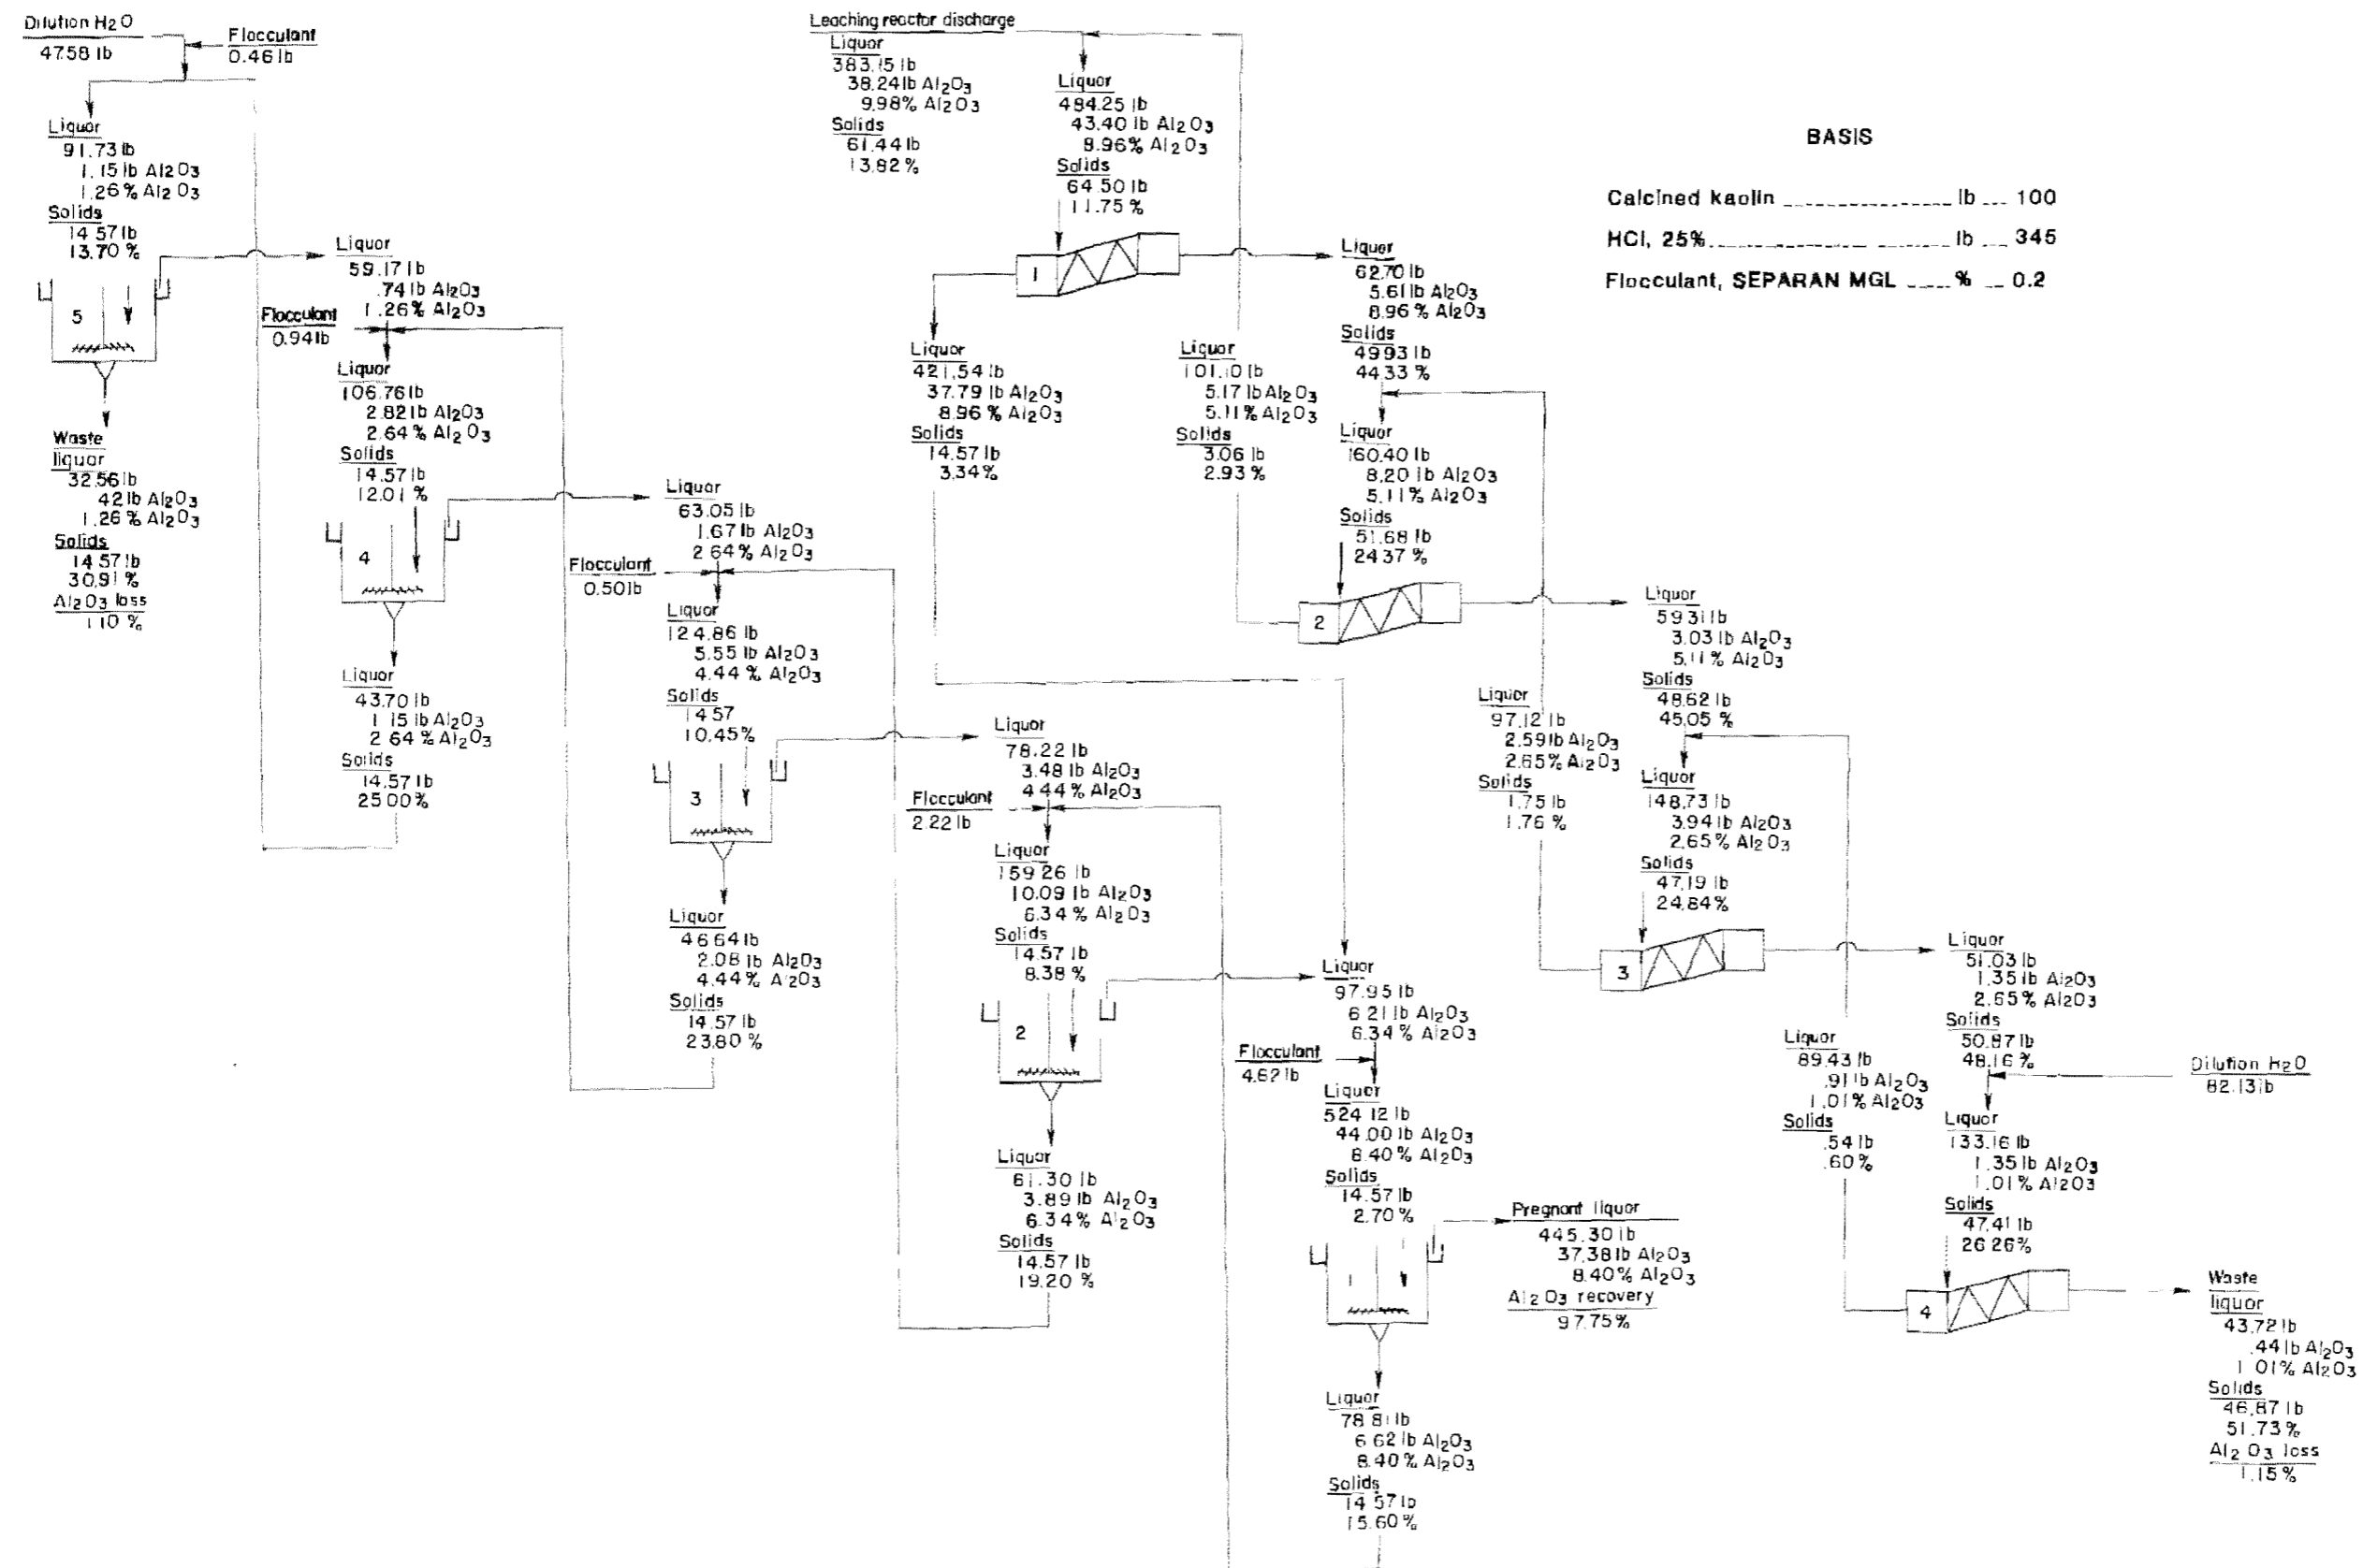 Dilution H2O
47.58 lb
Flocculant
0.46 lb
Liquor
91.73 lb
1.15 lb Al2O3
1.26% Al2O3
Solids
14.57 lb
13.70 %
5
Waste
liquor
32.56 lb
.42 lb Al2O3
1.26% Al2O3
Solids
14.57 lb
30.91 %
Al2O3 loss
1.10 %
Liquor
59.17 lb
.74 lb Al2O3
1.26% Al2O3
Flocculant
0.94 lb
Liquor
106.76 lb
2.82 lb Al2O3
2.64% Al2O3
Solids
14.57 lb
12.01 %
4
Liquor
43.70 lb
1.15 lb Al2O3
2.64 % Al2O3
Solids
14.57 lb
25.00 %
Liquor
63.05 lb
1.67 lb Al2O3
2.64% Al2O3
Flocculant
0.50 lb
Liquor
124.86 lb
5.55 lb Al2O3
4.44 % Al2O3
Solids
14.57
10.45%
3
Liquor
46.64 lb
2.08 lb Al2O3
4.44% Al2O3
Solids
14.57 lb
23.80 %
Liquor
78.22 lb
3.48 lb Al2O3
4.44% Al2O3
Flocculant
2.22 lb
Liquor
159.26 lb
10.09 lb Al2O3
6.34% Al2O3
Solids
14.57 lb
8.38 %
2
Liquor
61.30 lb
3.89 lb Al2O3
6.34% Al2O3
Solids
14.57 lb
19.20 %
Leaching reactor discharge
Liquor
383.15 lb
38.24 lb Al2O3
9.98% Al2O3
Solids
61.44 lb
13.82 %
Liquor
484.25 lb
43.40 lb Al2O3
8.96% Al2O3
Solids
64.50 lb
11.75 %
1
Liquor
421.54 lb
37.79 lb Al2O3
8.96 % Al2O3
Solids
14.57 lb
3.34%
Liquor
101.10 lb
5.17 lb Al2O3
5.11% Al2O3
Solids
3.06 lb
2.93 %
Liquor
62.70 lb
5.61 lb Al2O3
8.96 % Al2O3
Solids
49.93 lb
44.33 %
Liquor
160.40 lb
8.20 lb Al2O3
5.11% Al2O3
Solids
51.68 lb
24.37 %
2
Liquor
59.31 lb
3.03 lb Al2O3
5.11 % Al2O3
Solids
48.62 lb
45.05 %
Liquor
97.12 lb
2.59 lb Al2O3
2.65% Al2O3
Solids
1.75 lb
1.76 %
Liquor
148.73 lb
3.94 lb Al2O3
2.65% Al2O3
Solids
47.19 lb
24.84%
3
Liquor
51.03 lb
1.35 lb Al2O3
2.65% Al2O3
Solids
50.87 lb
48.16 %
Dilution H2O
82.13 lb
Liquor
89.43 lb
.91 lb Al2O3
1.01% Al2O3
Solids
.54 lb
.60%
Liquor
133.16 lb
1.35 lb Al2O3
1.01% Al2O3
Solids
47.41 lb
26.26%
4
Waste
liquor
43.72 lb
.44 lb Al2O3
1.01% Al2O3
Solids
46.87 lb
51.73 %
Al2O3 loss
1.15%
Liquor
97.95 lb
6.21 lb Al2O3
6.34 % Al2O3
Flocculant
4.62 lb
Liquor
524.12 lb
44.00 lb Al2O3
8.40% Al2O3
Solids
14.57 lb
2.70 %
1
Pregnant liquor
445.30 lb
37.38 lb Al2O3
8.40% Al2O3
Al2O3 recovery
97.75%
Liquor
78.81 lb
6.62 lb Al2O3
8.40% Al2O3
Solids
14.57 lb
15.60%
BASIS
Calcined kaolin ---------------- lb --- 100
HCl, 25% ---------------- lb --- 345
Flocculant, SEPARAN MGL ---- % -- 0.2